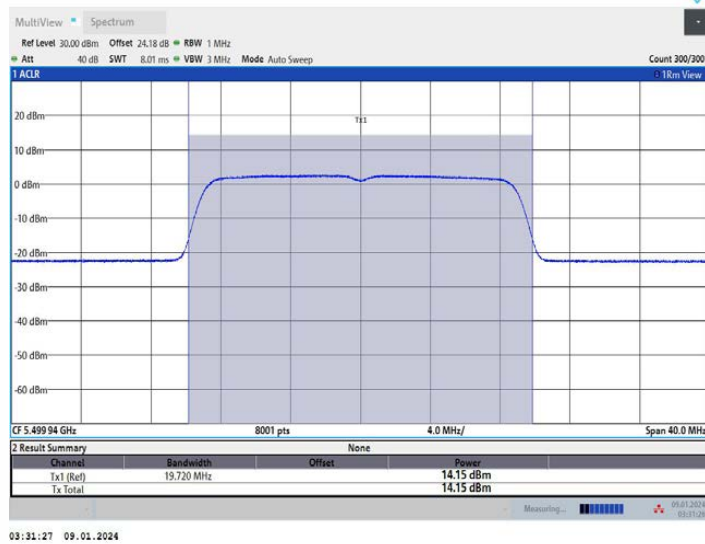 MultiView Spectrum
Ref Level 30.00 dBm Offset 24.18 dB RBW 1 MHz
Att 40 dB SWT 8.01 ms VBW 3 MHz Mode Auto Sweep Count 300/300
1 ACLR 1Rm View
Tx1
20 dBm
10 dBm
0 dBm
-10 dBm
-20 dBm
-30 dBm
-40 dBm
-50 dBm
-60 dBm
CF 5.499 94 GHz 8001 pts 4.0 MHz/ Span 40.0 MHz
2 Result Summary None
Channel Bandwidth Offset Power
Tx1 (Ref) 19.720 MHz 14.15 dBm
Tx Total 14.15 dBm
Measuring... 09.01.2024
03:31:26
03:31:27 09.01.2024